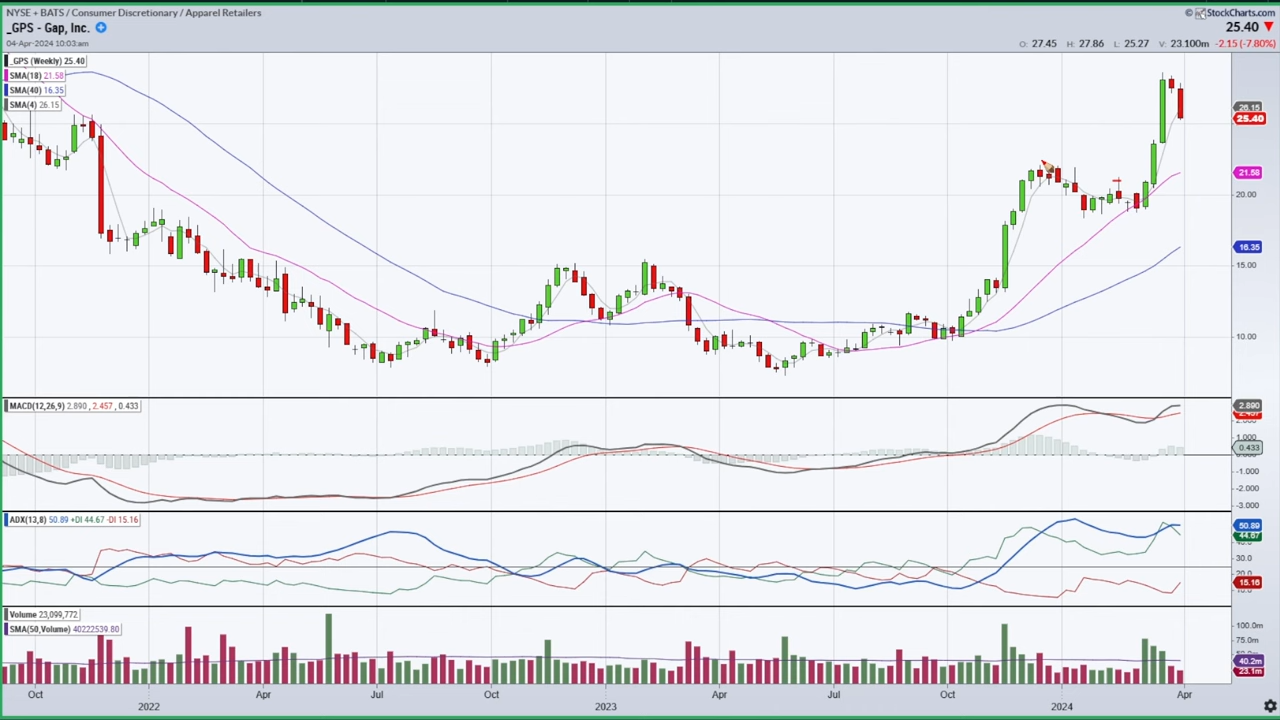 NYSE + BATS / Consumer Discretionary / Apparel Retailers
© StockCharts.com
_GPS - Gap, Inc.
25.40
04-Apr-2024 10:03am
O: 27.45 H: 27.86 L: 25.27 V: 23.100m -2.15 (-7.80%)
_GPS (Weekly) 25.40
SMA(18) 21.58
SMA(40) 16.35
SMA(4) 26.15
26.15
25.40
21.58
20.00
16.35
15.00
10.00
MACD(12,26,9) 2.890, 2.457, 0.433
2.890
1.000
0.433
-1.000
-2.000
-3.000
ADX(13,8) 50.89 +DI 44.67 -DI 15.16
50.89
44.67
30.0
15.16
Volume 23,099,772
SMA(50,Volume) 40222539.80
100.0m
75.0m
40.2m
23.1m
Oct 2022 Apr Jul Oct 2023 Apr Jul Oct 2024 Apr